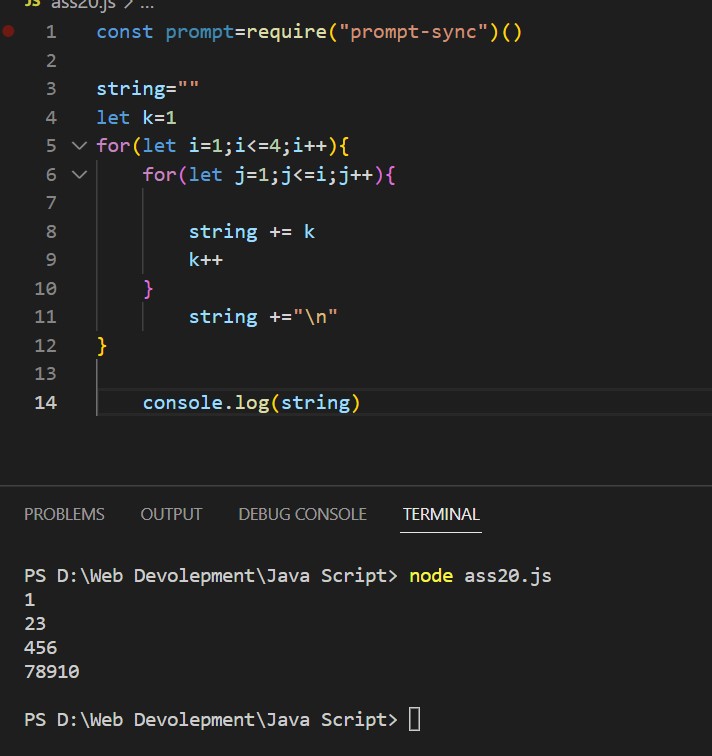 JS ass20.js > ...
1 const prompt=require("prompt-sync")()
2
3 string=""
4 let k=1
5 for(let i=1;i<=4;i++){
6 for(let j=1;j<=i;j++){
7
8 string += k
9 k++
10 }
11 string +="\n"
12 }
13
14 console.log(string)
PROBLEMS OUTPUT DEBUG CONSOLE TERMINAL
PS D:\Web Devolepment\Java Script> node ass20.js
1
23
456
78910
PS D:\Web Devolepment\Java Script>